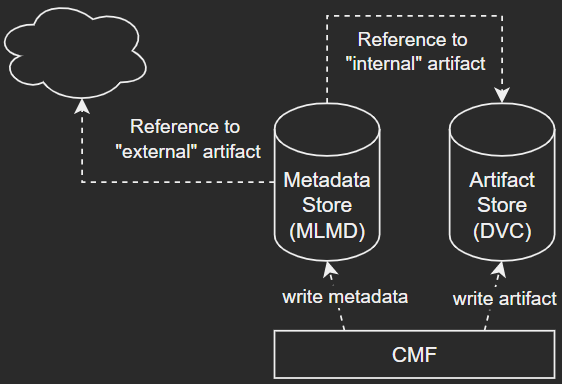 Reference to
"internal" artifact
Reference to
"external" artifact
Metadata
Store
(MLMD)
Artifact
Store
(DVC)
write metadata
write artifact
CMF